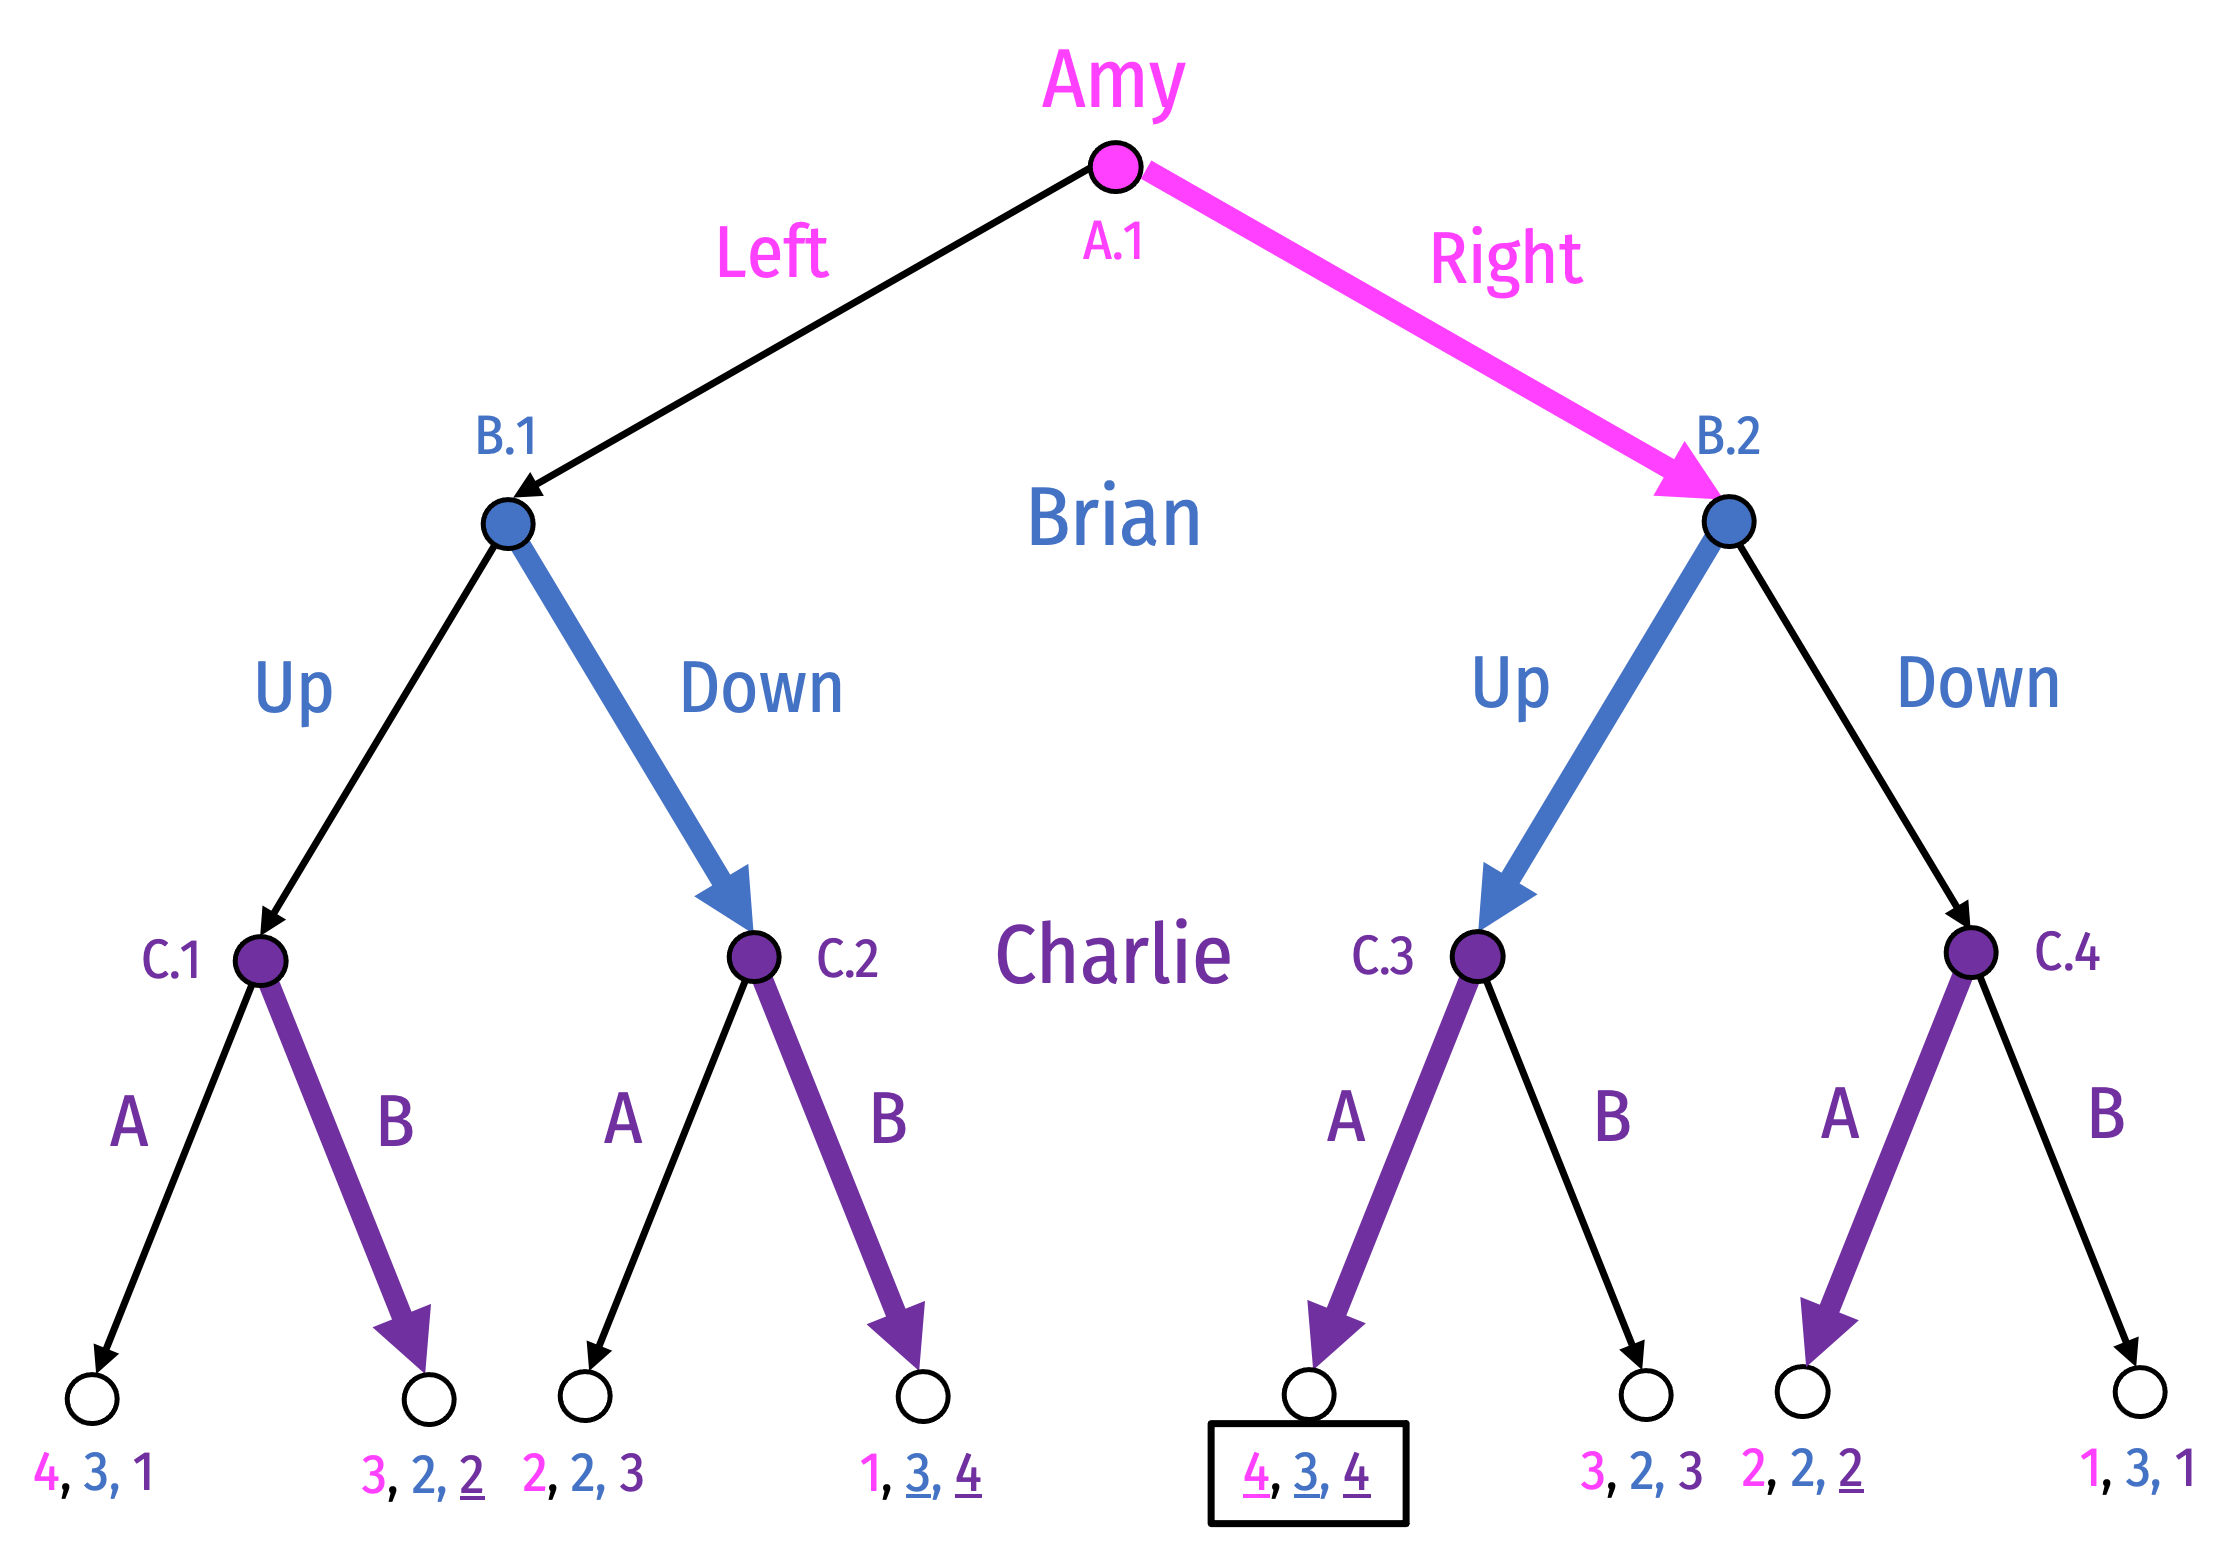 Amy
A.1
Left
Right
B.1
B.2
Brian
Up
Down
Up
Down
C.1
C.2
Charlie
C.3
C.4
A
B
A
B
A
B
A
B
4, 3, 1
3, 2, 2
2, 2, 3
1, 3, 4
4, 3, 4
3, 2, 3
2, 2, 2
1, 3, 1